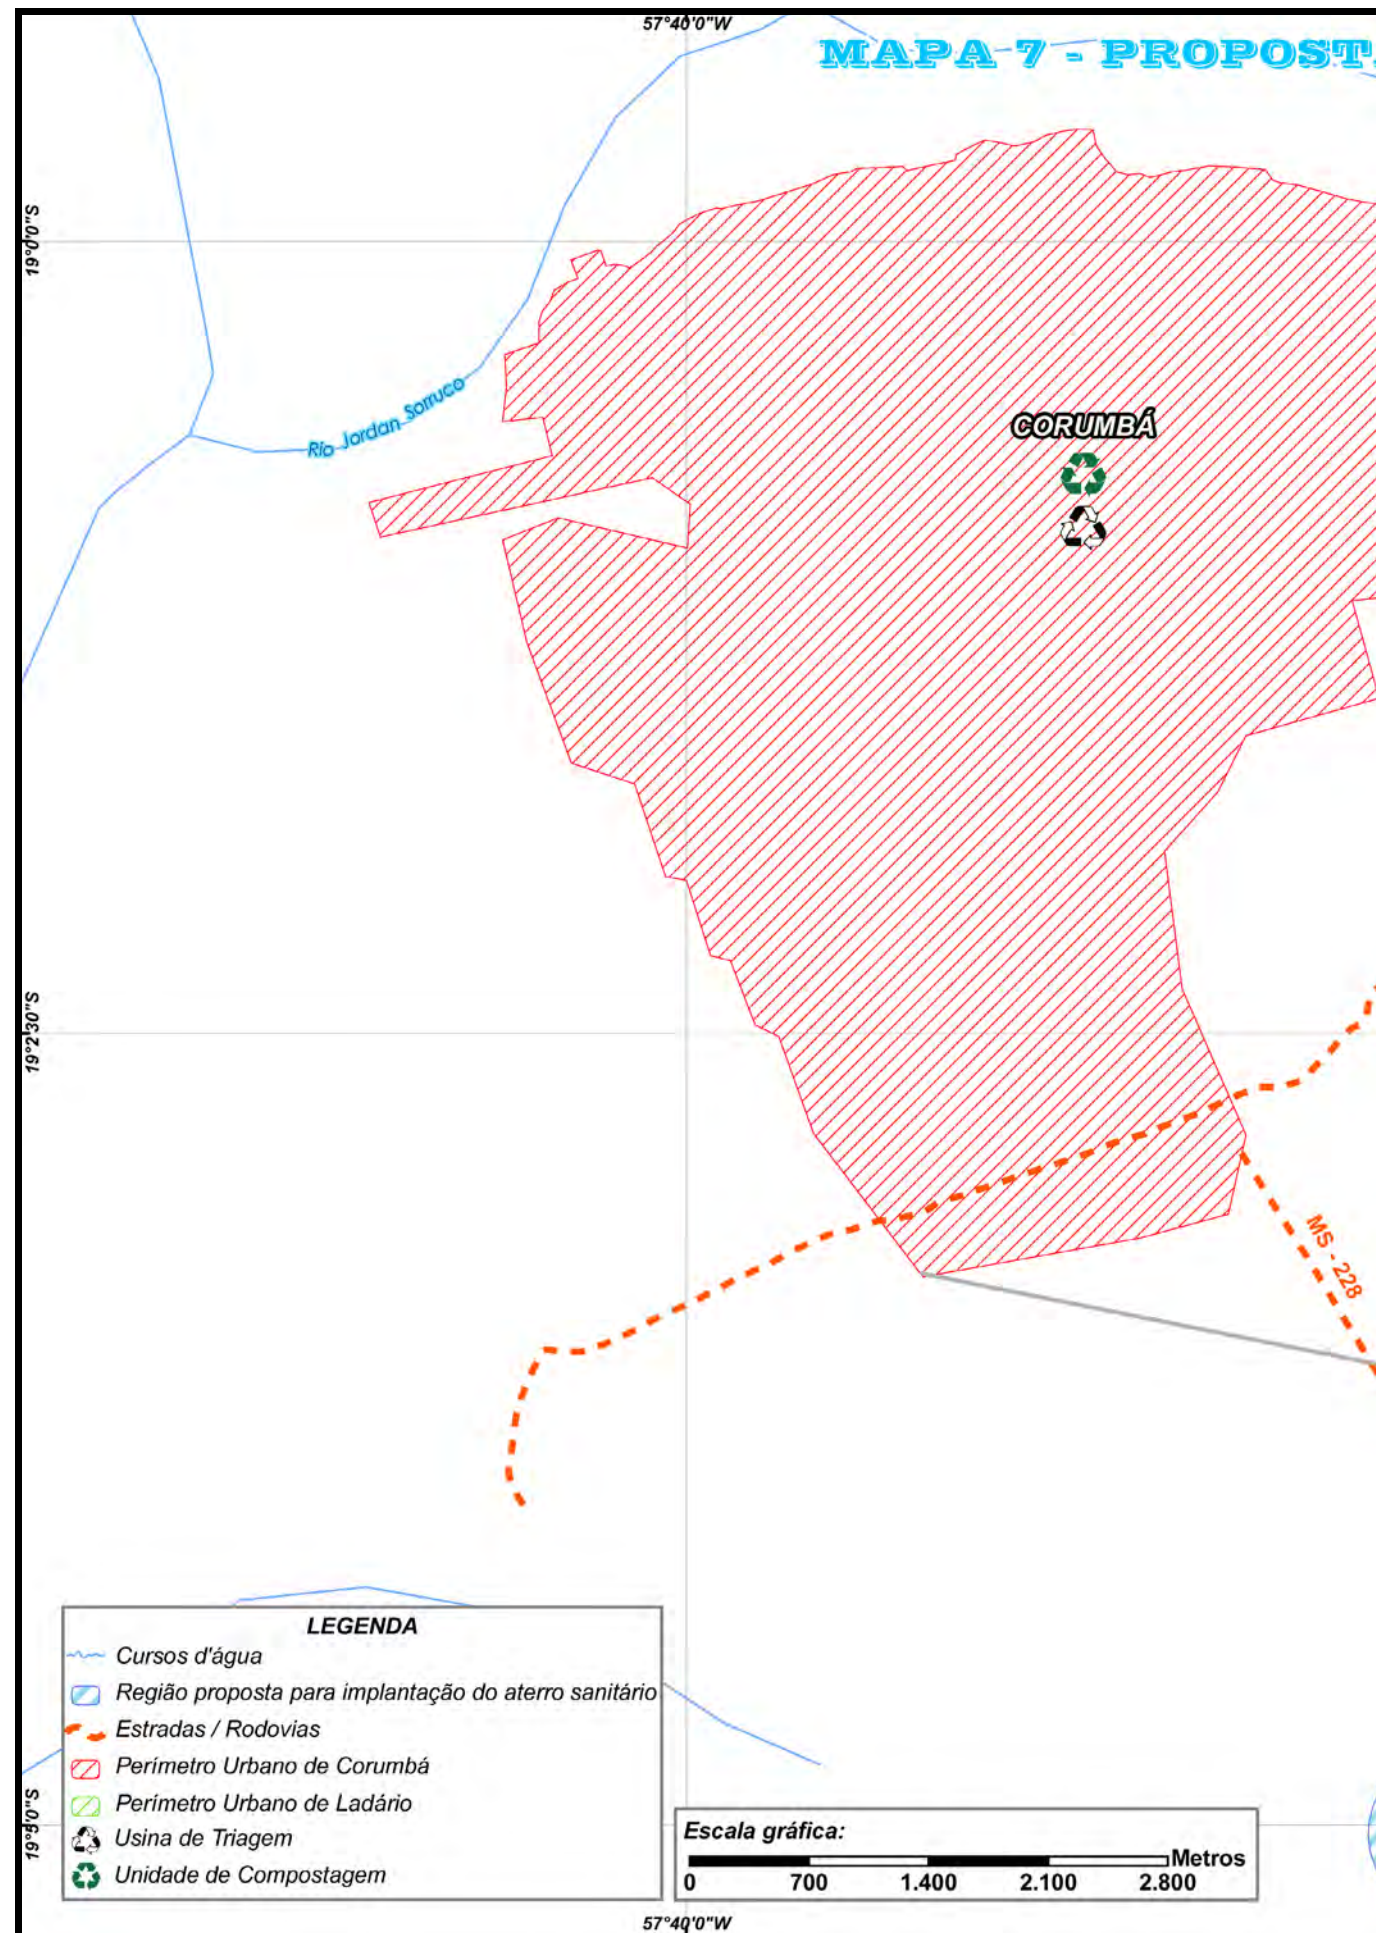 57°40'0"W
MAPA 7 - PROPOST
19°0'0"S
Río Jordan Sorruco
CORUMBÁ
19°2'30"S
MS - 228
LEGENDA
Cursos d'água
Região proposta para implantação do aterro sanitário
Estradas / Rodovias
Perímetro Urbano de Corumbá
Perímetro Urbano de Ladário
Usina de Triagem
Unidade de Compostagem
19°5'0"S
Escala gráfica:
Metros
0 700 1.400 2.100 2.800
57°40'0"W